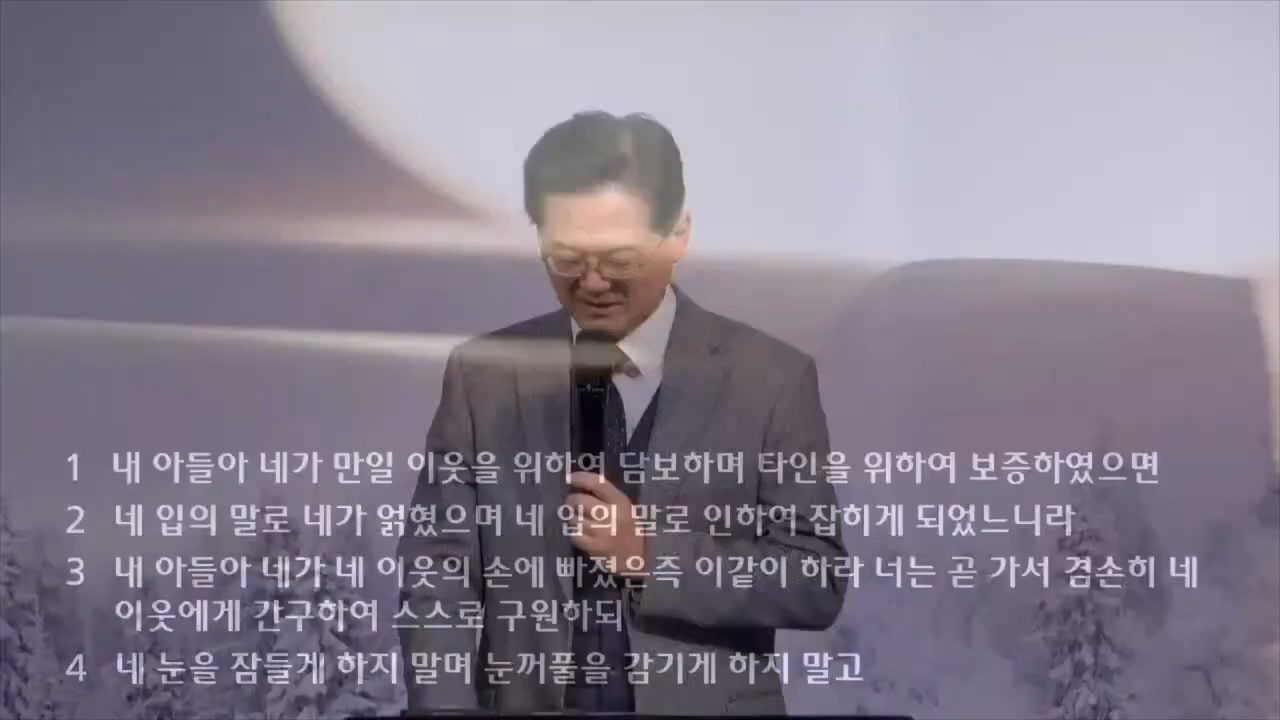 1 내 아들아 네가 만일 이웃을 위하여 담보하며 타인을 위하여 보증하였으면
2 네 입의 말로 네가 얽혔으며 네 입의 말로 인하여 잡히게 되었느니라
3 내 아들아 네가 네 이웃의 손에 빠졌은즉 이같이 하라 너는 곧 가서 겸손히 네
이웃에게 간구하여 스스로 구원하되
4 네 눈을 잠들게 하지 말며 눈꺼풀을 감기게 하지 말고